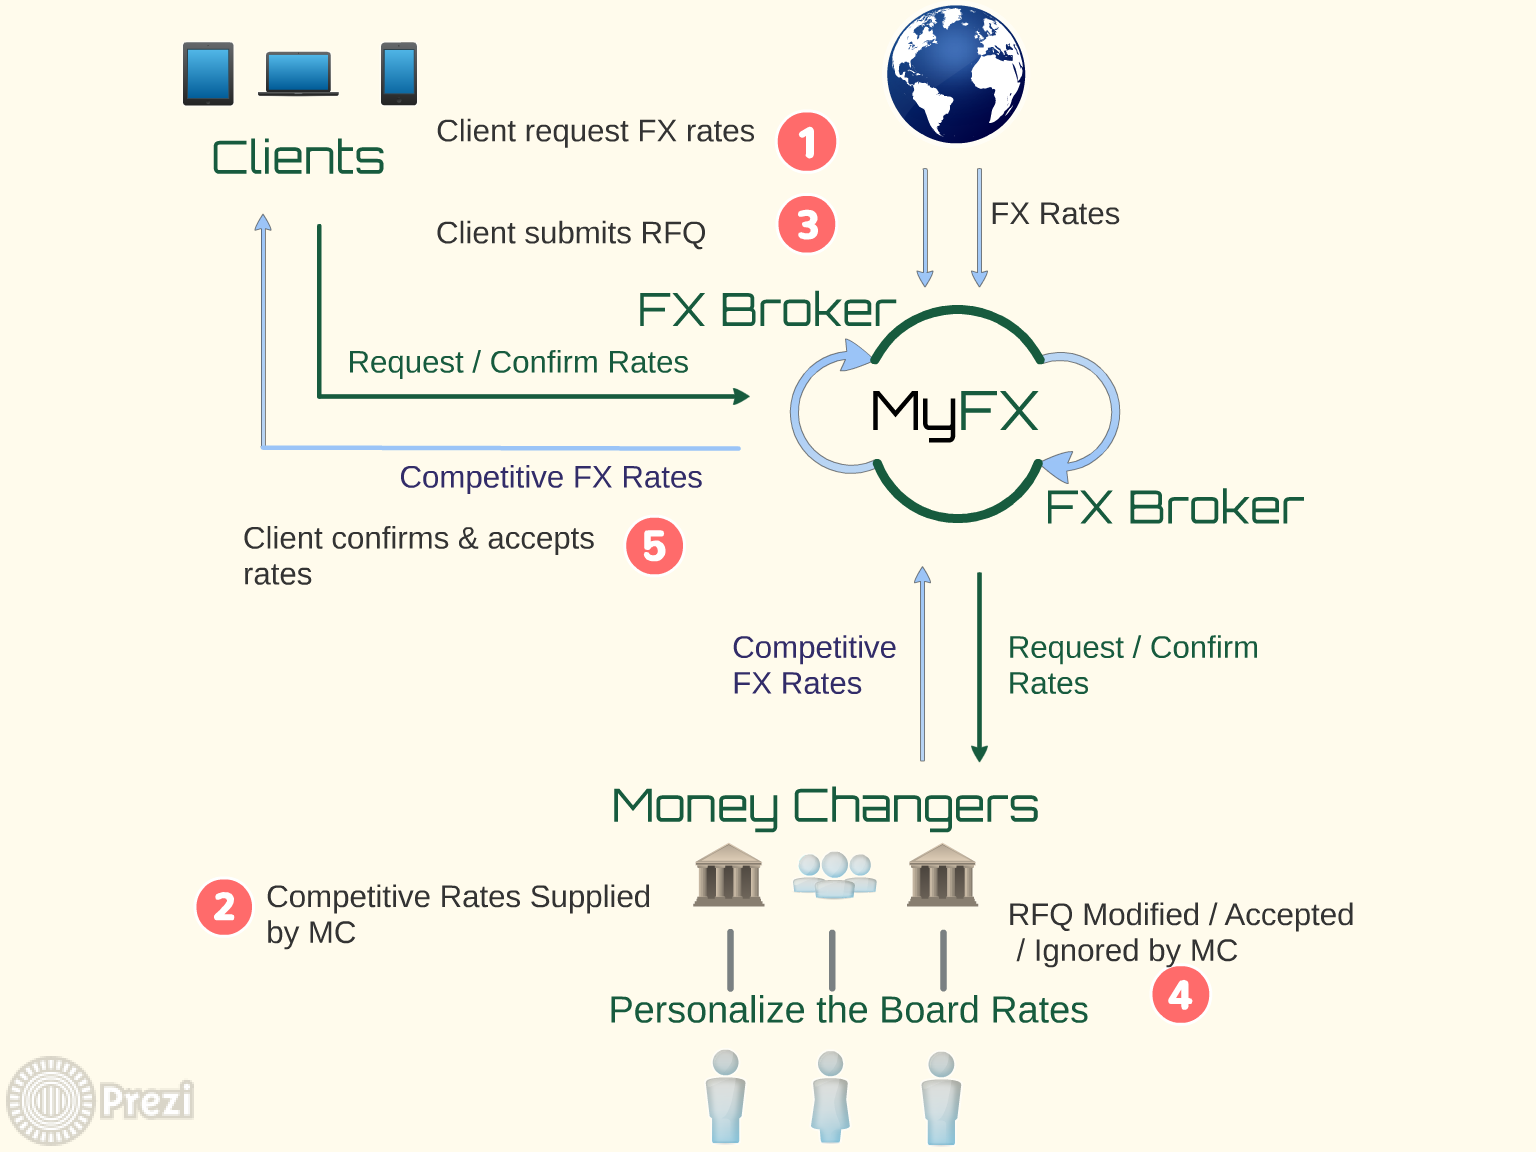 Clients
Client request FX rates
1
Client submits RFQ
3
FX Rates
FX Broker
Request / Confirm Rates
MyFX
Competitive FX Rates
FX Broker
Client confirms & accepts
rates
5
Competitive
FX Rates
Request / Confirm
Rates
Money Changers
2
Competitive Rates Supplied
by MC
RFQ Modified / Accepted
/ Ignored by MC
4
Personalize the Board Rates
Prezi